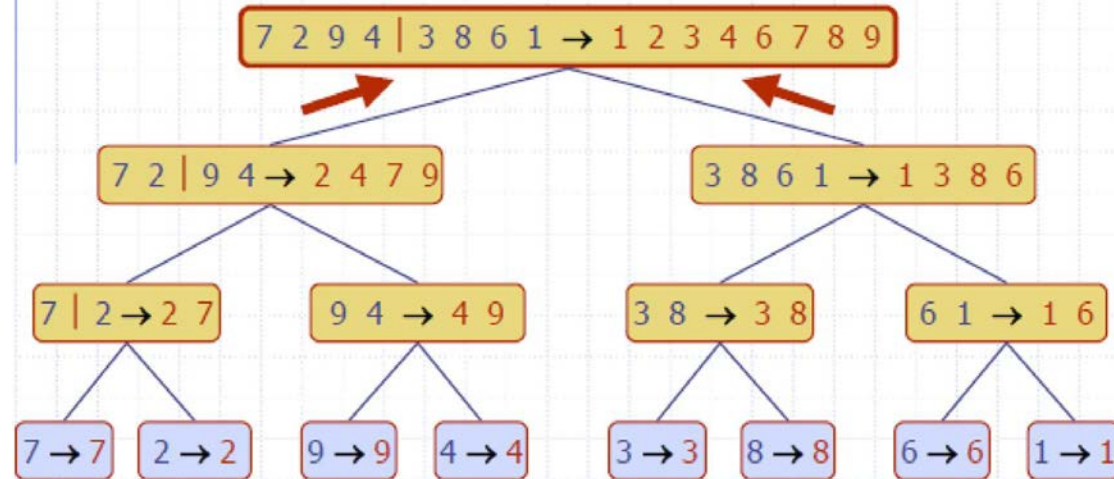 7 2 9 4 | 3 8 6 1 → 1 2 3 4 6 7 8 9
7 2 | 9 4 → 2 4 7 9
3 8 6 1 → 1 3 8 6
7 | 2 → 2 7
9 4 → 4 9
3 8 → 3 8
6 1 → 1 6
7 → 7
2 → 2
9 → 9
4 → 4
3 → 3
8 → 8
6 → 6
1 → 1